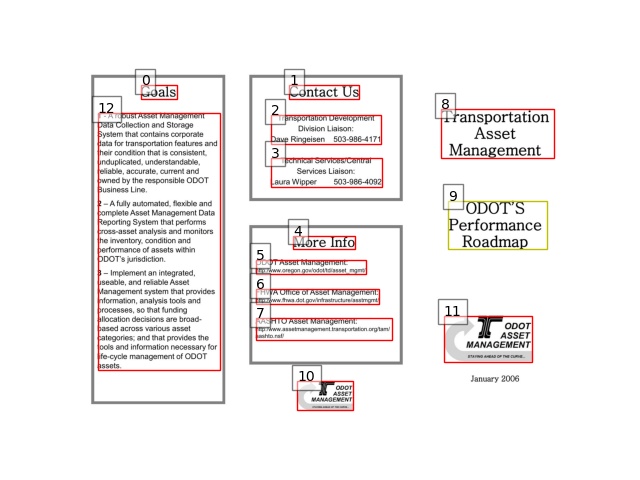 0
Goals
12
1 - A robust Asset Management
Data Collection and Storage
System that contains corporate
data for transportation features and
their condition that is consistent,
unduplicated, understandable,
reliable, accurate, current and
owned by the responsible ODOT
Business Line.
2 – A fully automated, flexible and
complete Asset Management Data
Reporting System that performs
cross-asset analysis and monitors
the inventory, condition and
performance of assets within
ODOT's jurisdiction.
3 – Implement an integrated,
useable, and reliable Asset
Management system that provides
information, analysis tools and
processes, so that funding
allocation decisions are broad-
based across various asset
categories; and that provides the
tools and information necessary for
life-cycle management of ODOT
assets.
1
Contact Us
2
Transportation Development
Division Liaison:
Dave Ringeisen 503-986-4171
3
Technical Services/Central
Services Liaison:
Laura Wipper 503-986-4092
4
More Info
5
ODOT Asset Management:
http://www.oregon.gov/odot/td/asset_mgmt/
6
FHWA Office of Asset Management:
http://www.fhwa.dot.gov/infrastructure/asstmgmt/
7
AASHTO Asset Management:
http://www.assetmanagement.transportation.org/tam/
aashto.nsf/
10
ODOT
ASSET
MANAGEMENT
STAYING AHEAD OF THE CURVE...
8
Transportation
Asset
Management
9
ODOT'S
Performance
Roadmap
11
ODOT
ASSET
MANAGEMENT
STAYING AHEAD OF THE CURVE...
January 2006